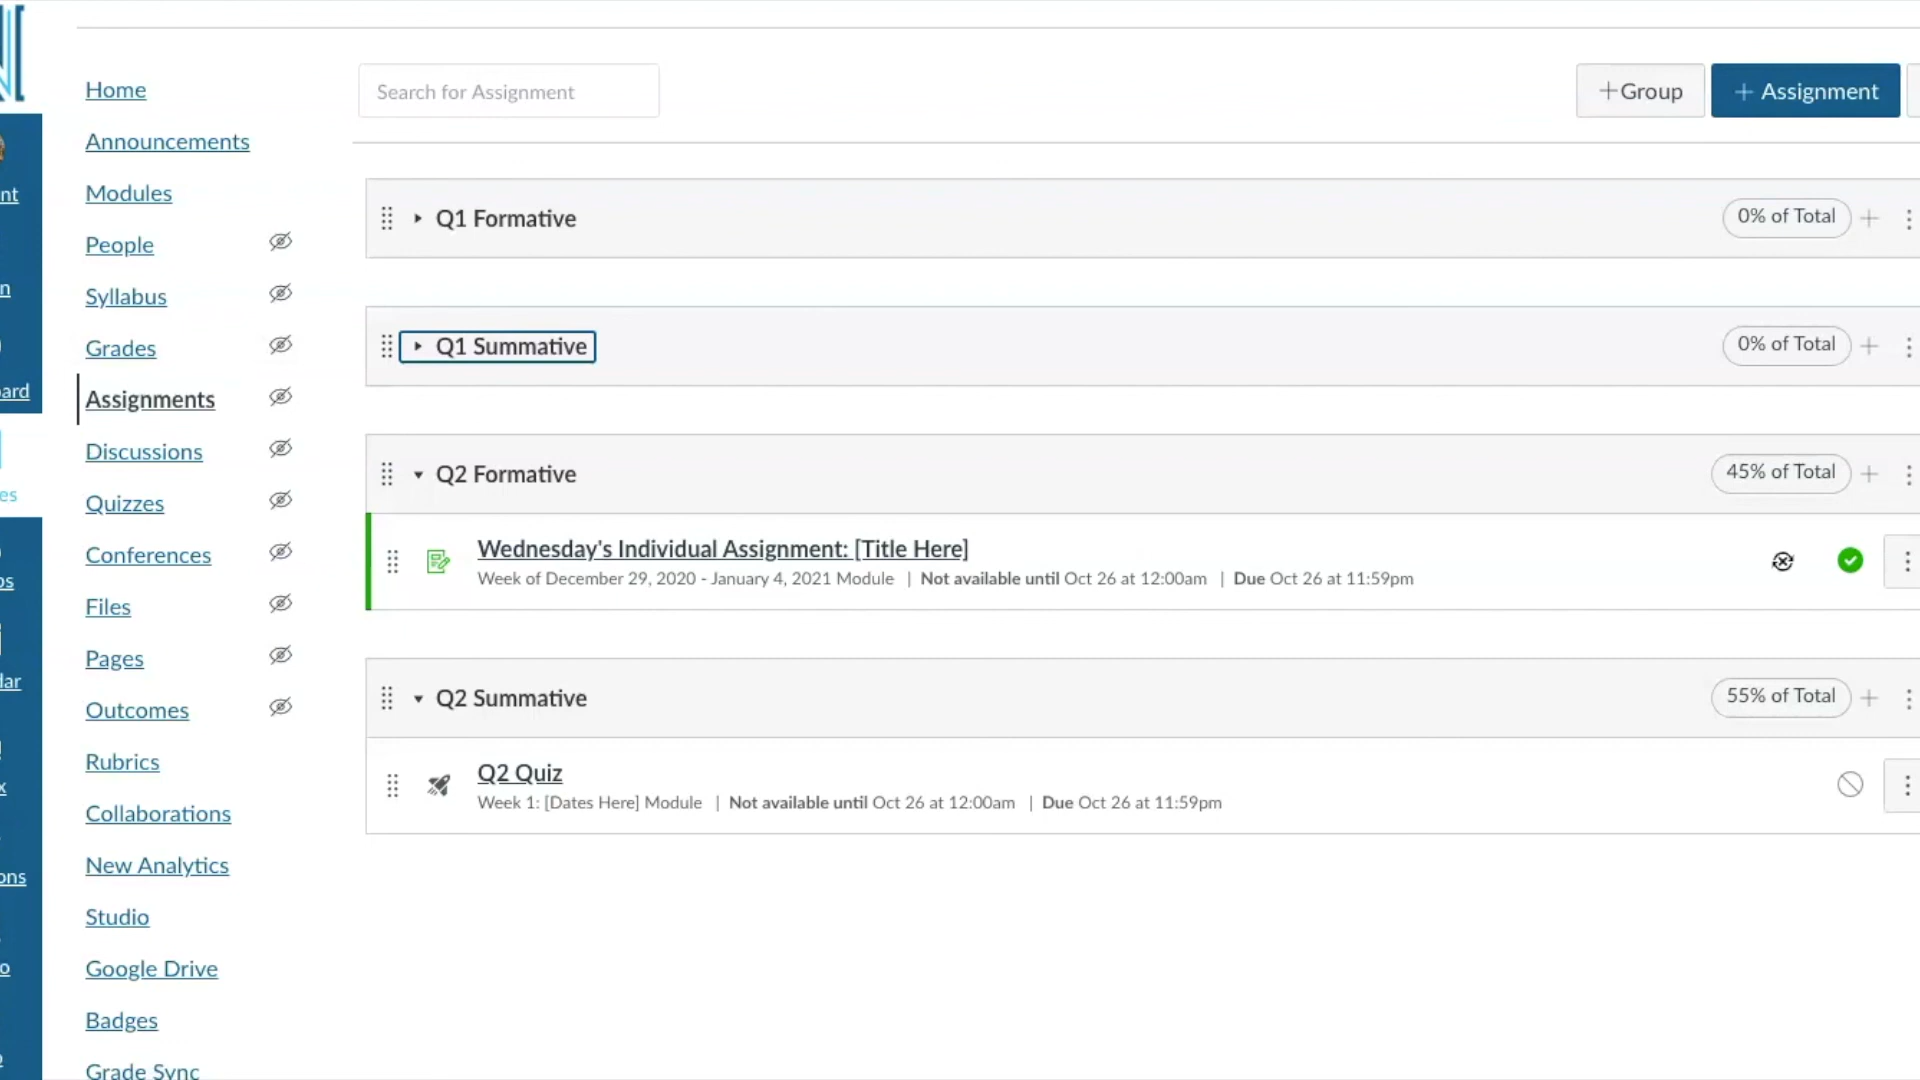 Home
Announcements
Modules
People
Syllabus
Grades
Assignments
Discussions
Quizzes
Conferences
Files
Pages
Outcomes
Rubrics
Collaborations
New Analytics
Studio
Google Drive
Badges
Grade Sync
Search for Assignment
+Group
+ Assignment
Q1 Formative
0% of Total +
Q1 Summative
0% of Total +
Q2 Formative
45% of Total +
Wednesday's Individual Assignment: [Title Here]
Week of December 29, 2020 - January 4, 2021 Module | Not available until Oct 26 at 12:00am | Due Oct 26 at 11:59pm
Q2 Summative
55% of Total +
Q2 Quiz
Week 1: [Dates Here] Module | Not available until Oct 26 at 12:00am | Due Oct 26 at 11:59pm